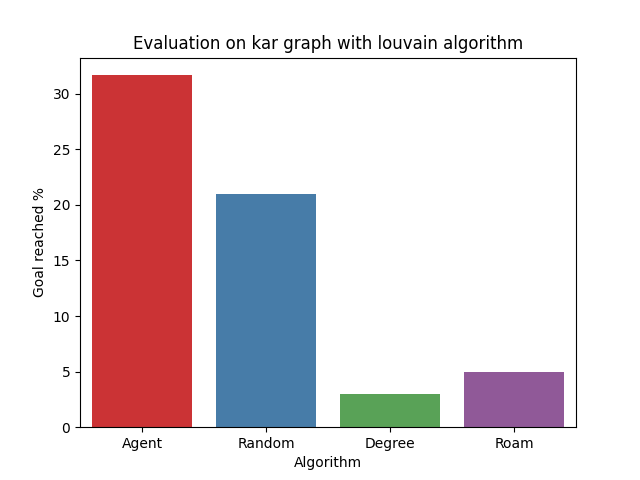 Evaluation on kar graph with louvain algorithm
Goal reached %
30
25
20
15
10
5
0
Agent Random Degree Roam
Algorithm